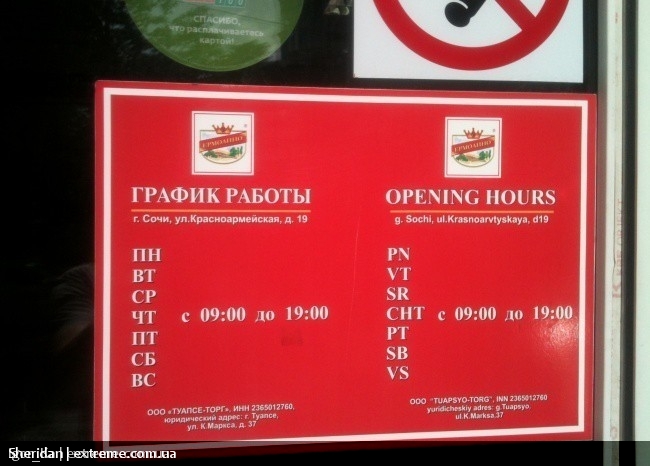 СПАСИБО,
что расплачиваетесь
картой!
ЕРМОЛИНО
ГРАФИК РАБОТЫ
г. Сочи, ул.Красноармейская, д. 19
ПН
ВТ
СР
ЧТ с 09:00 до 19:00
ПТ
СБ
ВС
ООО «ТУАПСЕ-ТОРГ», ИНН 2365012760,
юридический адрес: г. Туапсе,
ул. К.Маркса, д. 37
ЕРМОЛИНО
OPENING HOURS
g. Sochi, ul.Krasnoarvtyskaya, d19
PN
VT
SR
CHT с 09:00 до 19:00
PT
SB
VS
OOO "TUAPSYO-TORG", INN 2365012760
yuridicheskiy adres: g.Tuapsyo
ul.K.Marksa.37
Sheridan | extreme.com.ua